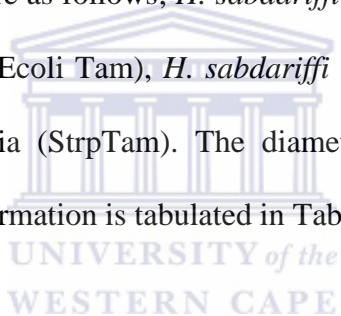 re as follows, H. sabdariffi
Ecoli Tam), H. sabdariffi
ia (StrpTam). The diame
rmation is tabulated in Tab
UNIVERSITY of the
WESTERN CAPE